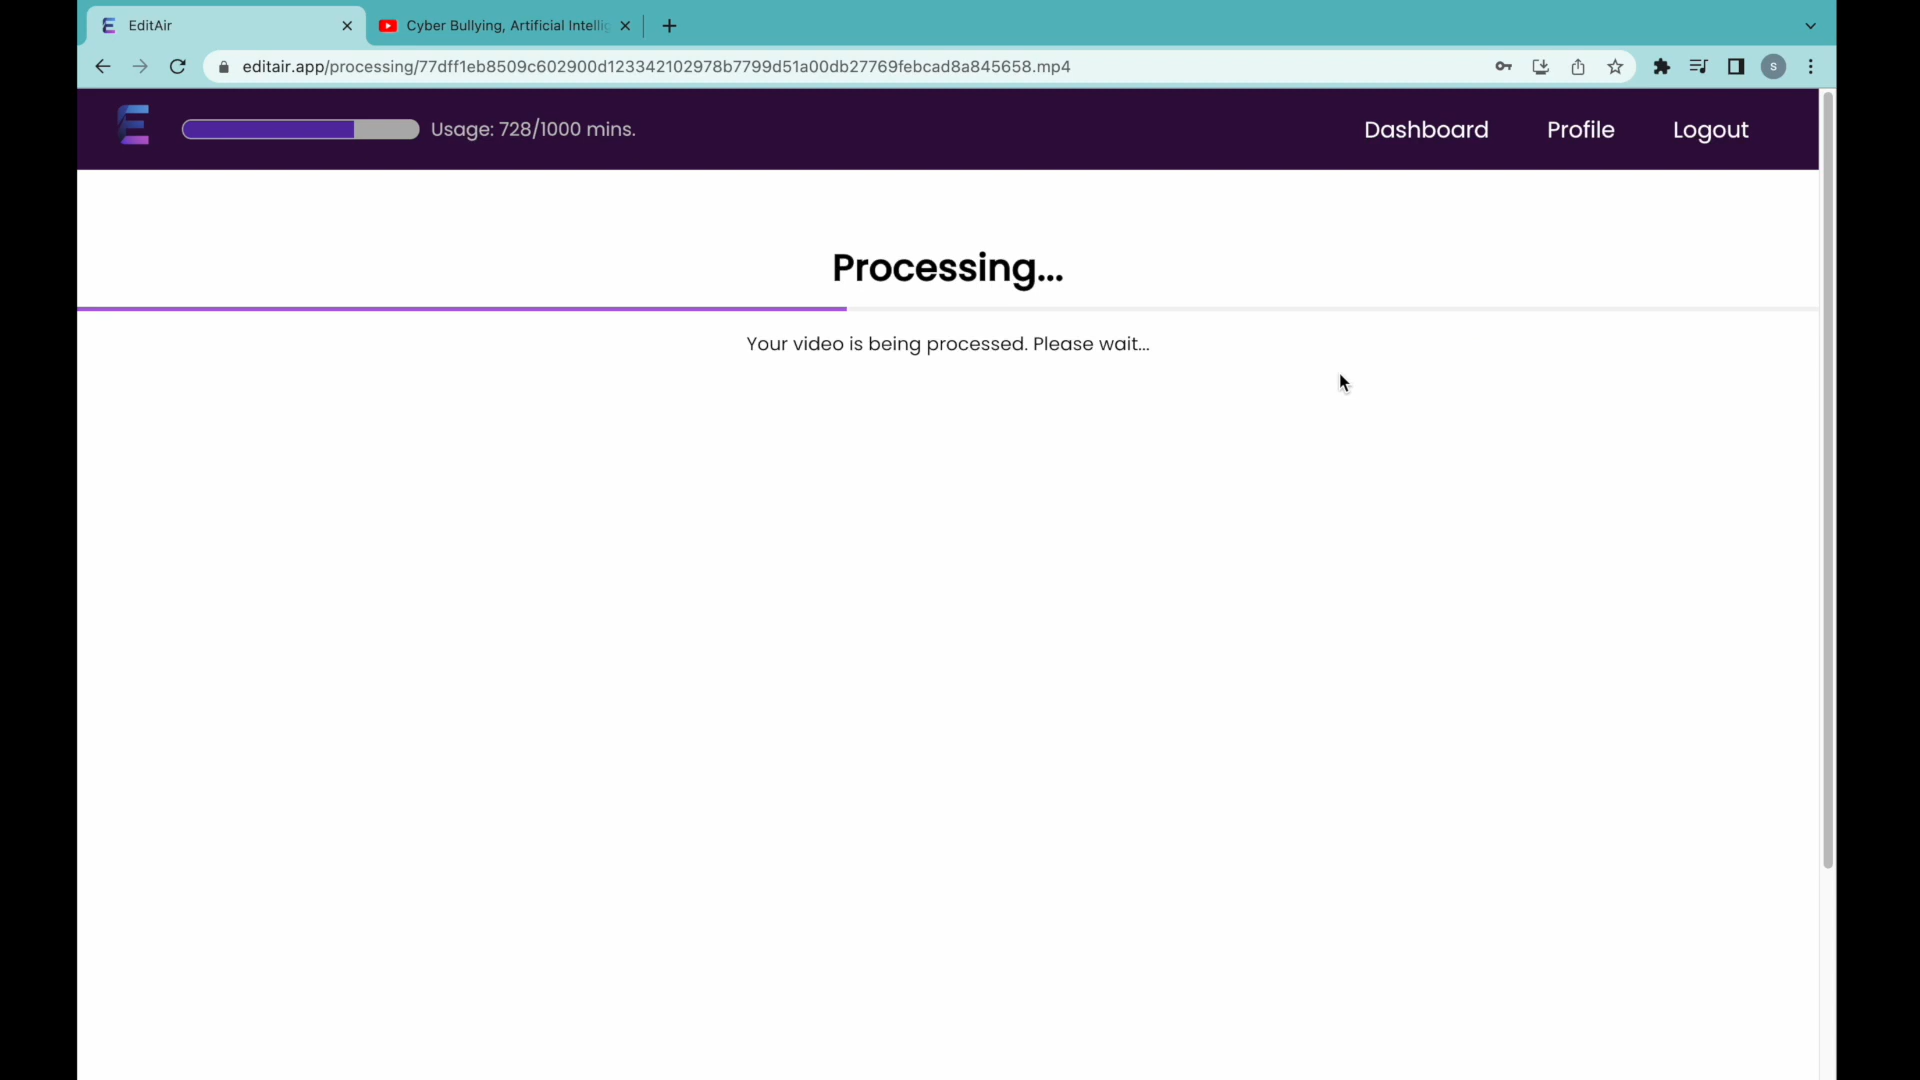 EditAir
Cyber Bullying, Artificial Intellig
editair.app/processing/77dff1eb8509c602900d123342102978b7799d51a00db27769febcad8a845658.mp4
S
E
Usage: 728/1000 mins.
Dashboard
Profile
Logout
Processing...
Your video is being processed. Please wait...